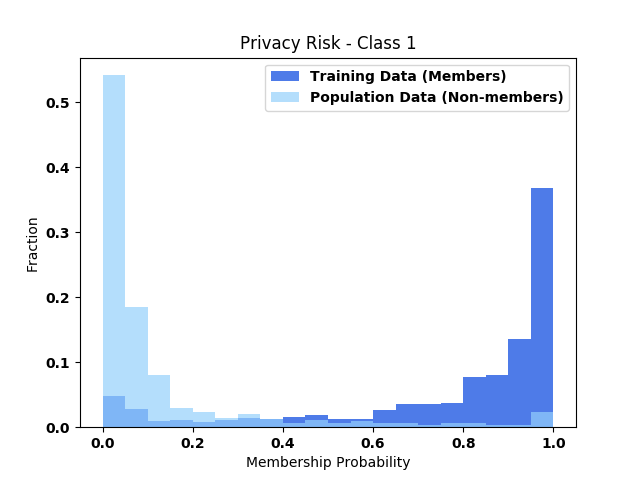 Privacy Risk - Class 1
Training Data (Members)
Population Data (Non-members)
Fraction
0.5
0.4
0.3
0.2
0.1
0.0
0.0 0.2 0.4 0.6 0.8 1.0
Membership Probability